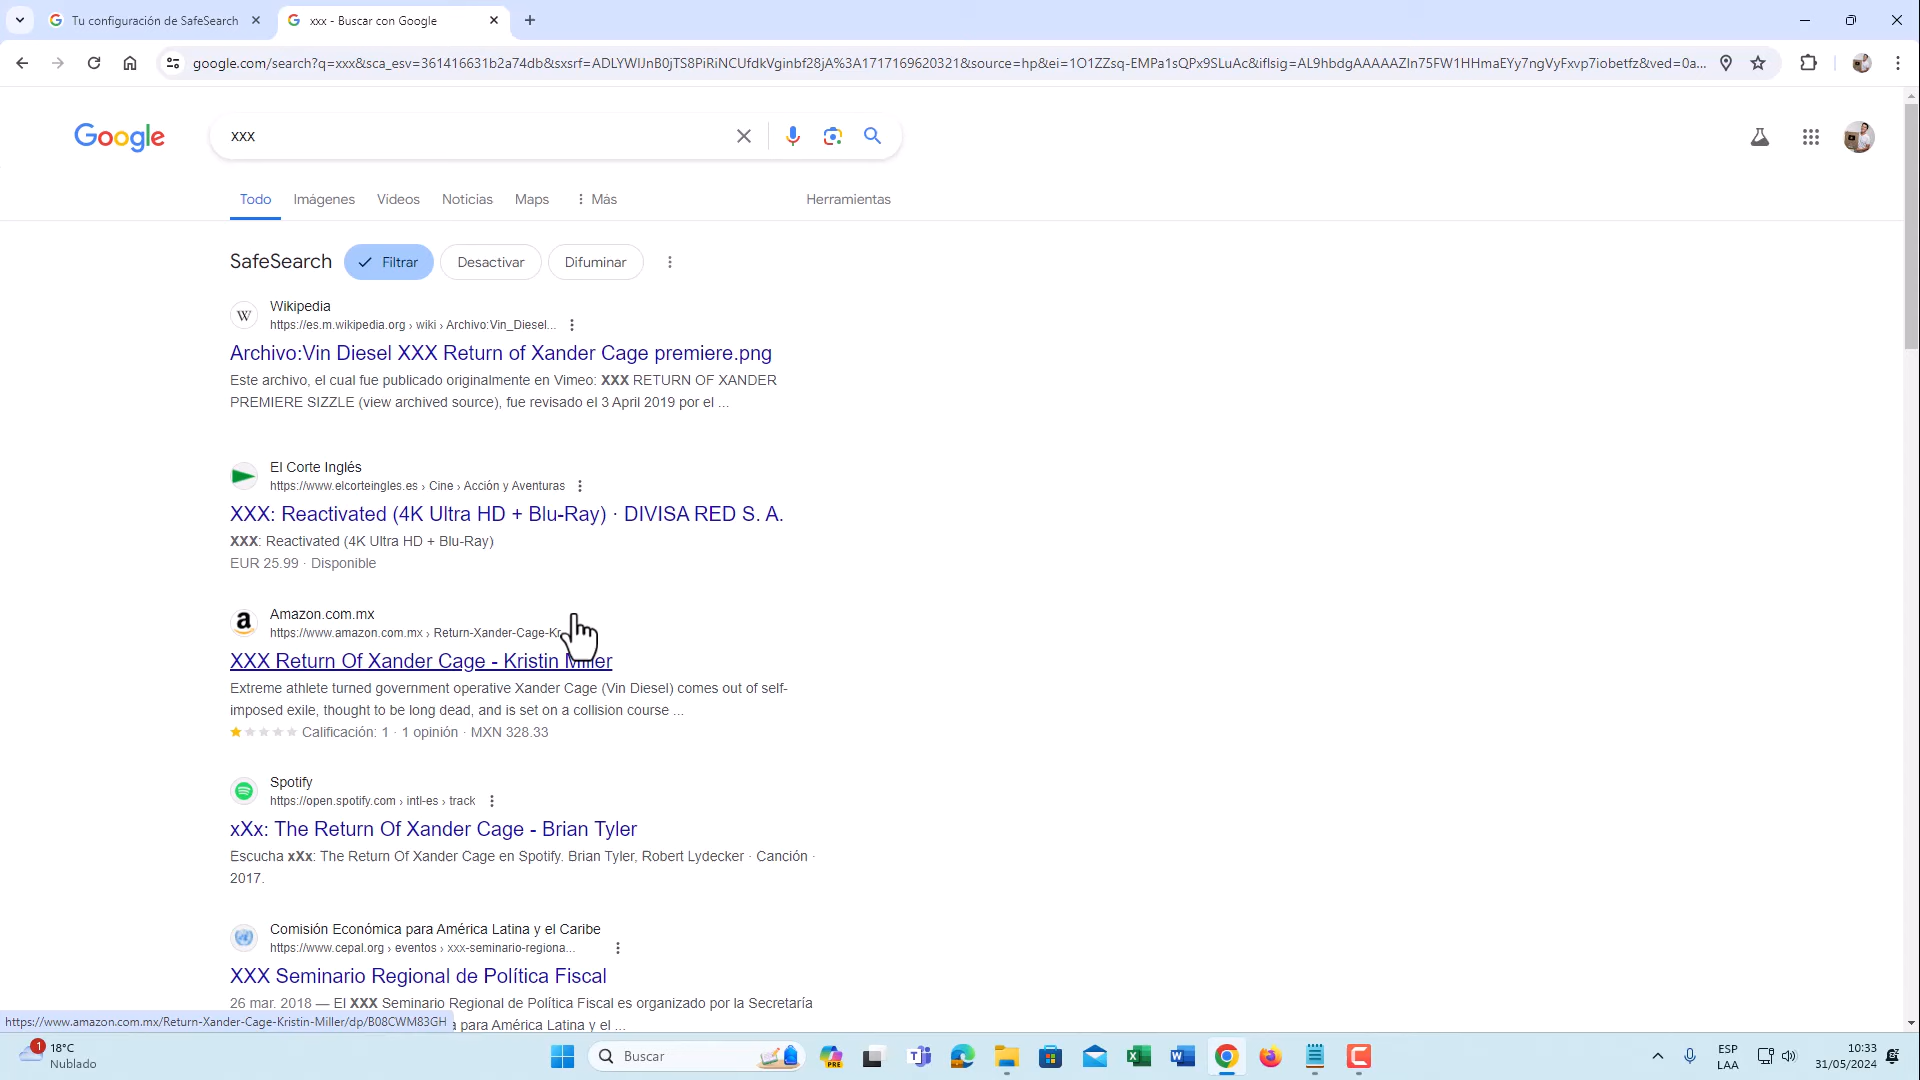 Tu configuración de SafeSearch
xxx - Buscar con Google
google.com/search?q=xxx&sca_esv=361416631b2a74db&sxsrf=ADLYWIJnB0jTS8PiRiNCUfdkVginbf28jA%3A1717169620321&source=hp&ei=1O1ZZsq-EMPa1sQPx9SLuAc&iflsig=AL9hbdgAAAAAZln75FW1HHmaEYy7ngVyFxvp7iobetfz&ved=0a...
Google
xxx
Todo
Imágenes
Videos
Noticias
Maps
Más
Herramientas
SafeSearch
Filtrar
Desactivar
Difuminar
W
Wikipedia
https://es.m.wikipedia.org › wiki › Archivo:Vin_Diesel...
Archivo:Vin Diesel XXX Return of Xander Cage premiere.png
Este archivo, el cual fue publicado originalmente en Vimeo: XXX RETURN OF XANDER
PREMIERE SIZZLE (view archived source), fue revisado el 3 April 2019 por el ...
El Corte Inglés
https://www.elcorteingles.es › Cine › Acción y Aventuras
XXX: Reactivated (4K Ultra HD + Blu-Ray) · DIVISA RED S. A.
XXX: Reactivated (4K Ultra HD + Blu-Ray)
EUR 25.99 · Disponible
a
Amazon.com.mx
https://www.amazon.com.mx › Return-Xander-Cage-Kr
XXX Return Of Xander Cage - Kristin Miller
Extreme athlete turned government operative Xander Cage (Vin Diesel) comes out of self-
imposed exile, thought to be long dead, and is set on a collision course ...
Calificación: 1 · 1 opinión · MXN 328.33
Spotify
https://open.spotify.com › intl-es › track
xXx: The Return Of Xander Cage - Brian Tyler
Escucha xXx: The Return Of Xander Cage en Spotify. Brian Tyler, Robert Lydecker · Canción ·
2017.
Comisión Económica para América Latina y el Caribe
https://www.cepal.org › eventos › xxx-seminario-regiona...
XXX Seminario Regional de Política Fiscal
26 mar. 2018 — El XXX Seminario Regional de Política Fiscal es organizado por la Secretaría
para América Latina y el ...
https://www.amazon.com.mx/Return-Xander-Cage-Kristin-Miller/dp/B08CWM83GH
1
18°C
Nublado
Buscar
PRE
ESP
LAA
10:33
31/05/2024